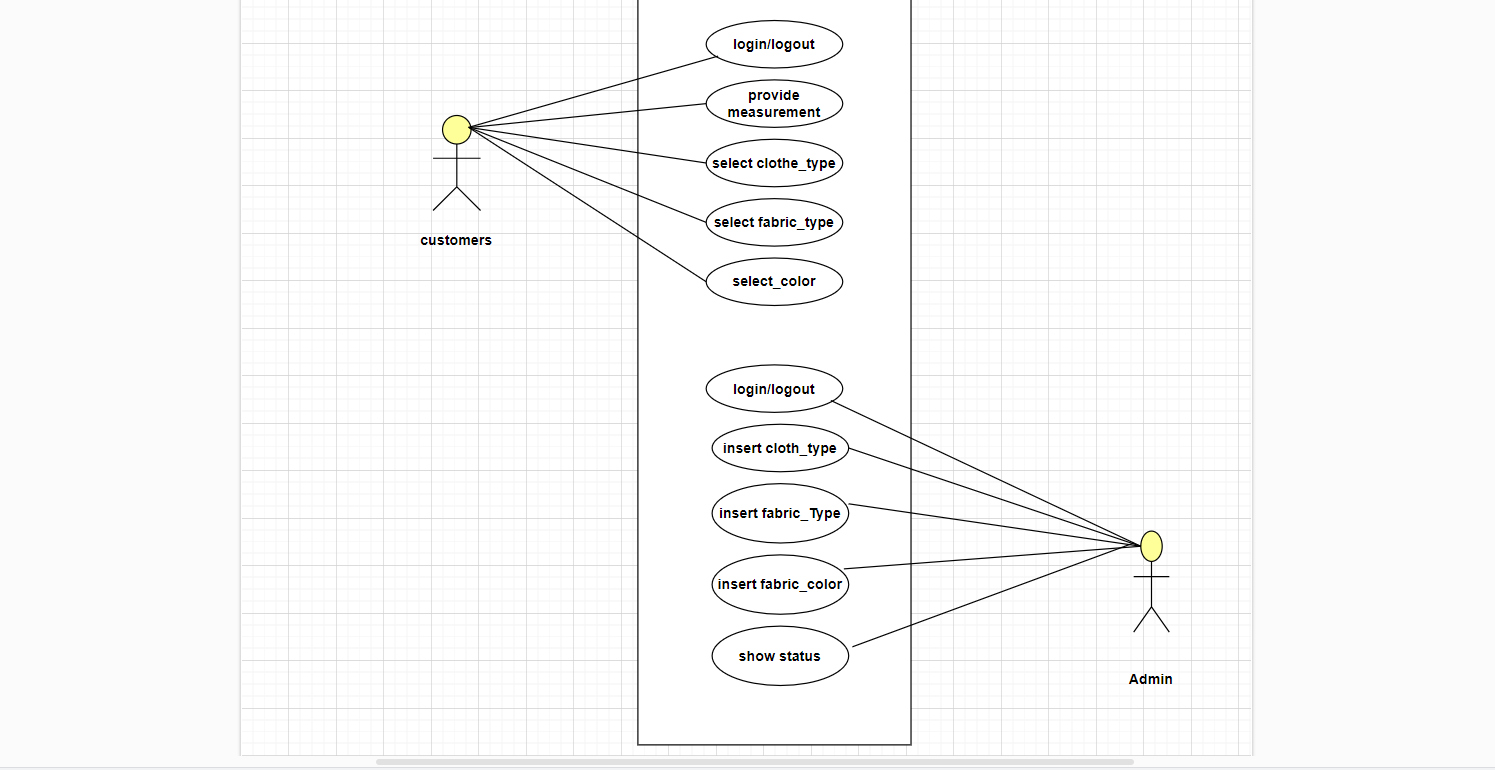 login/logout
provide
measurement
select clothe_type
select fabric_type
select_color
customers
login/logout
insert cloth_type
insert fabric_Type
insert fabric_color
show status
Admin